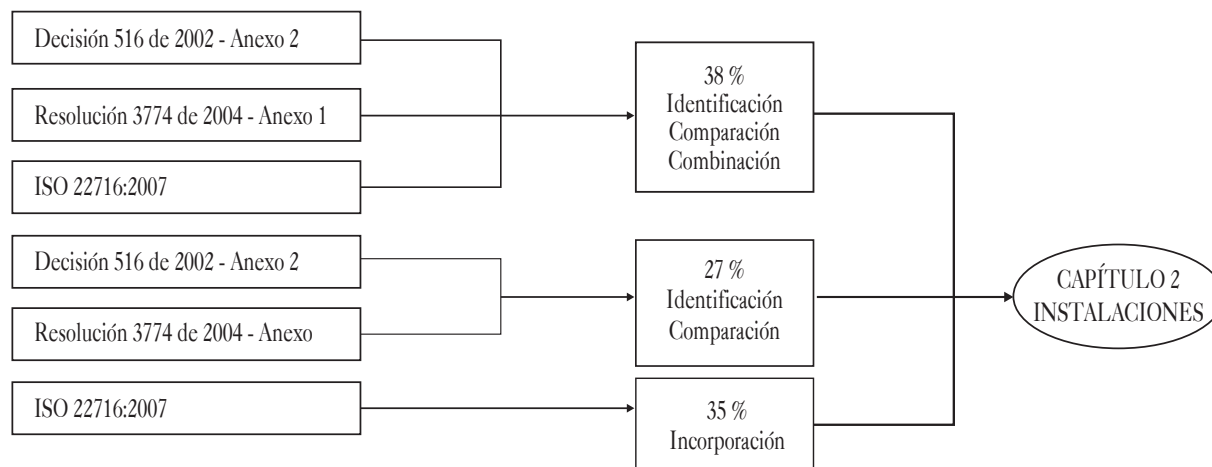 Decisión 516 de 2002 - Anexo 2
Resolución 3774 de 2004 - Anexo 1
ISO 22716:2007
38 %
Identificación
Comparación
Combinación
Decisión 516 de 2002 - Anexo 2
Resolución 3774 de 2004 - Anexo
27 %
Identificación
Comparación
ISO 22716:2007
35 %
Incorporación
CAPÍTULO 2
INSTALACIONES